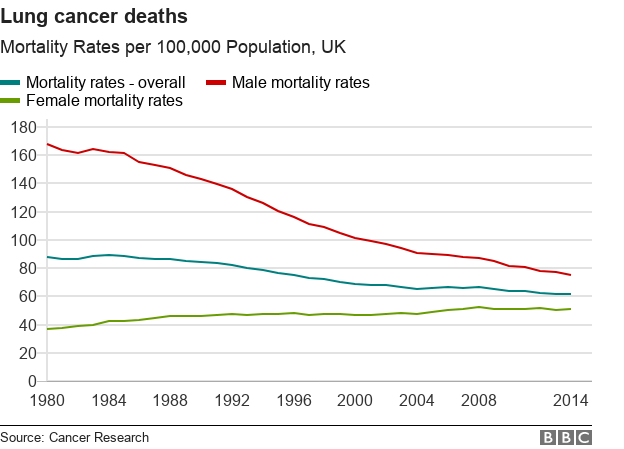 Lung cancer deaths
Mortality Rates per 100,000 Population, UK
Mortality rates - overall Male mortality rates
Female mortality rates
180
160
140
120
100
80
60
40
20
0
1980 1984 1988 1992 1996 2000 2004 2008 2014
Source: Cancer Research BBC